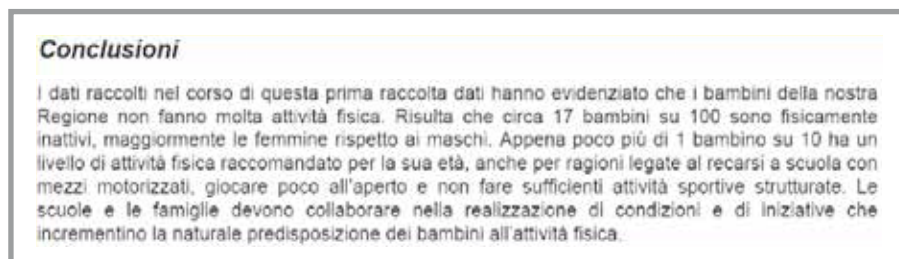 Conclusioni
I dati raccolti nel corso di questa prima raccolta dati hanno evidenziato che i bambini della nostra
Regione non fanno molta attività fisica. Risulta che circa 17 bambini su 100 sono fisicamente
inattivi, maggiormente le femmine rispetto ai maschi. Appena poco più di 1 bambino su 10 ha un
livello di attività fisica raccomandato per la sua età, anche per ragioni legate al recarsi a scuola con
mezzi motorizzati, giocare poco all'aperto e non fare sufficienti attività sportive strutturate. Le
scuole e le famiglie devono collaborare nella realizzazione di condizioni e di iniziative che
incrementino la naturale predisposizione dei bambini all'attività fisica.